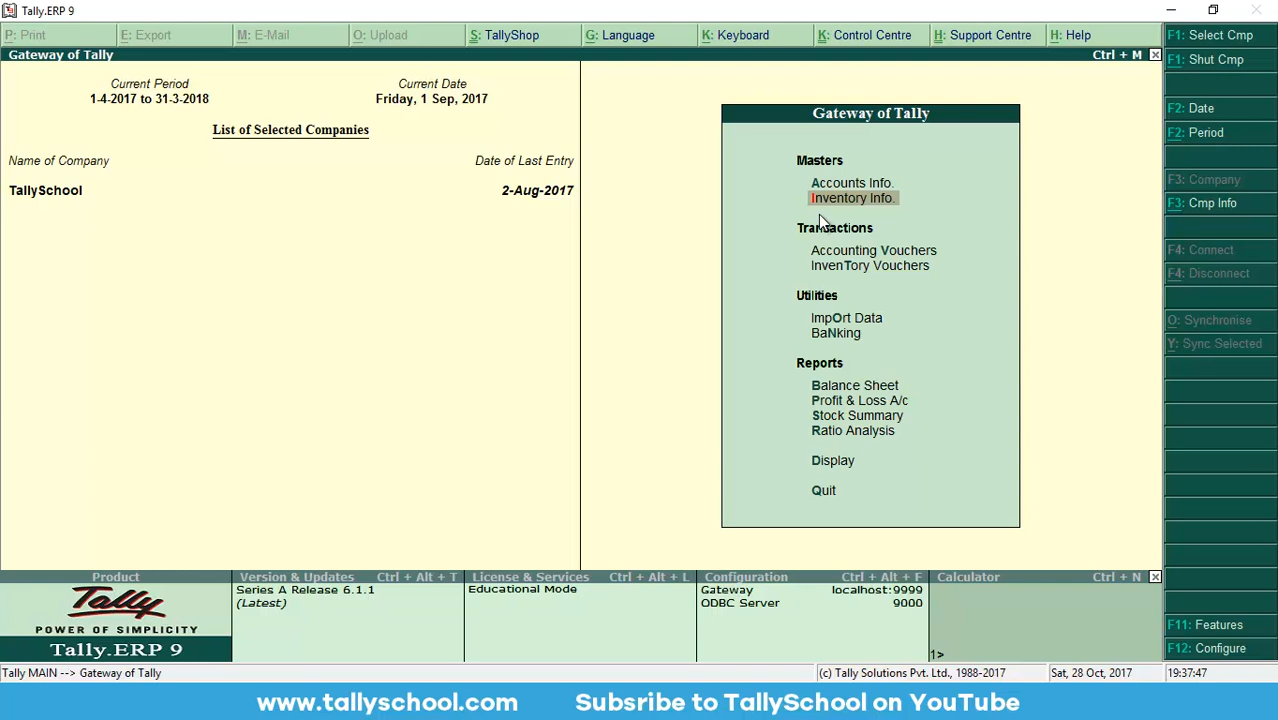 Tally.ERP 9
P: Print
E: Export
M: E-Mail
O: Upload
S: TallyShop
G: Language
K: Keyboard
K: Control Centre
H: Support Centre
H: Help
Gateway of Tally
Ctrl + M
Current Period
1-4-2017 to 31-3-2018
Current Date
Friday, 1 Sep, 2017
List of Selected Companies
Name of Company
Date of Last Entry
TallySchool
2-Aug-2017
Gateway of Tally
Masters
Accounts Info.
Inventory Info.
Transactions
Accounting Vouchers
InvenTory Vouchers
Utilities
ImpOrt Data
BaNking
Reports
Balance Sheet
Profit & Loss A/c
Stock Summary
Ratio Analysis
Display
Quit
F1: Select Cmp
F1: Shut Cmp
F2: Date
F2: Period
F3: Company
F3: Cmp Info
F4: Connect
F4: Disconnect
O: Synchronise
Y: Sync Selected
F11: Features
F12: Configure
Product
Tally
POWER OF SIMPLICITY
Tally.ERP 9
Version & Updates Ctrl + Alt + T
Series A Release 6.1.1
(Latest)
License & Services Ctrl + Alt + L
Educational Mode
Configuration Ctrl + Alt + F
Gateway localhost:9999
ODBC Server 9000
Calculator Ctrl + N
1>
Tally MAIN --> Gateway of Tally
(c) Tally Solutions Pvt. Ltd., 1988-2017
Sat, 28 Oct, 2017
19:37:47
www.tallyschool.com
Subsribe to TallySchool on YouTube